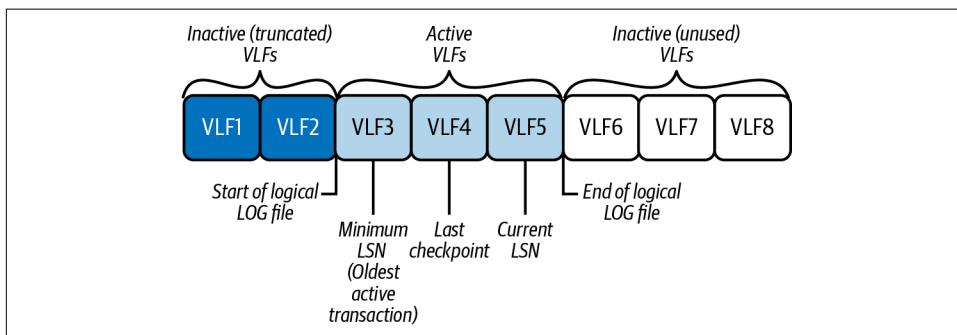 Inactive (truncated)
VLFs
Active
VLFs
Inactive (unused)
VLFs
VLF1
VLF2
VLF3
VLF4
VLF5
VLF6
VLF7
VLF8
Start of logical
LOG file
End of logical
LOG file
Minimum
LSN
(Oldest
active
transaction)
Last
checkpoint
Current
LSN